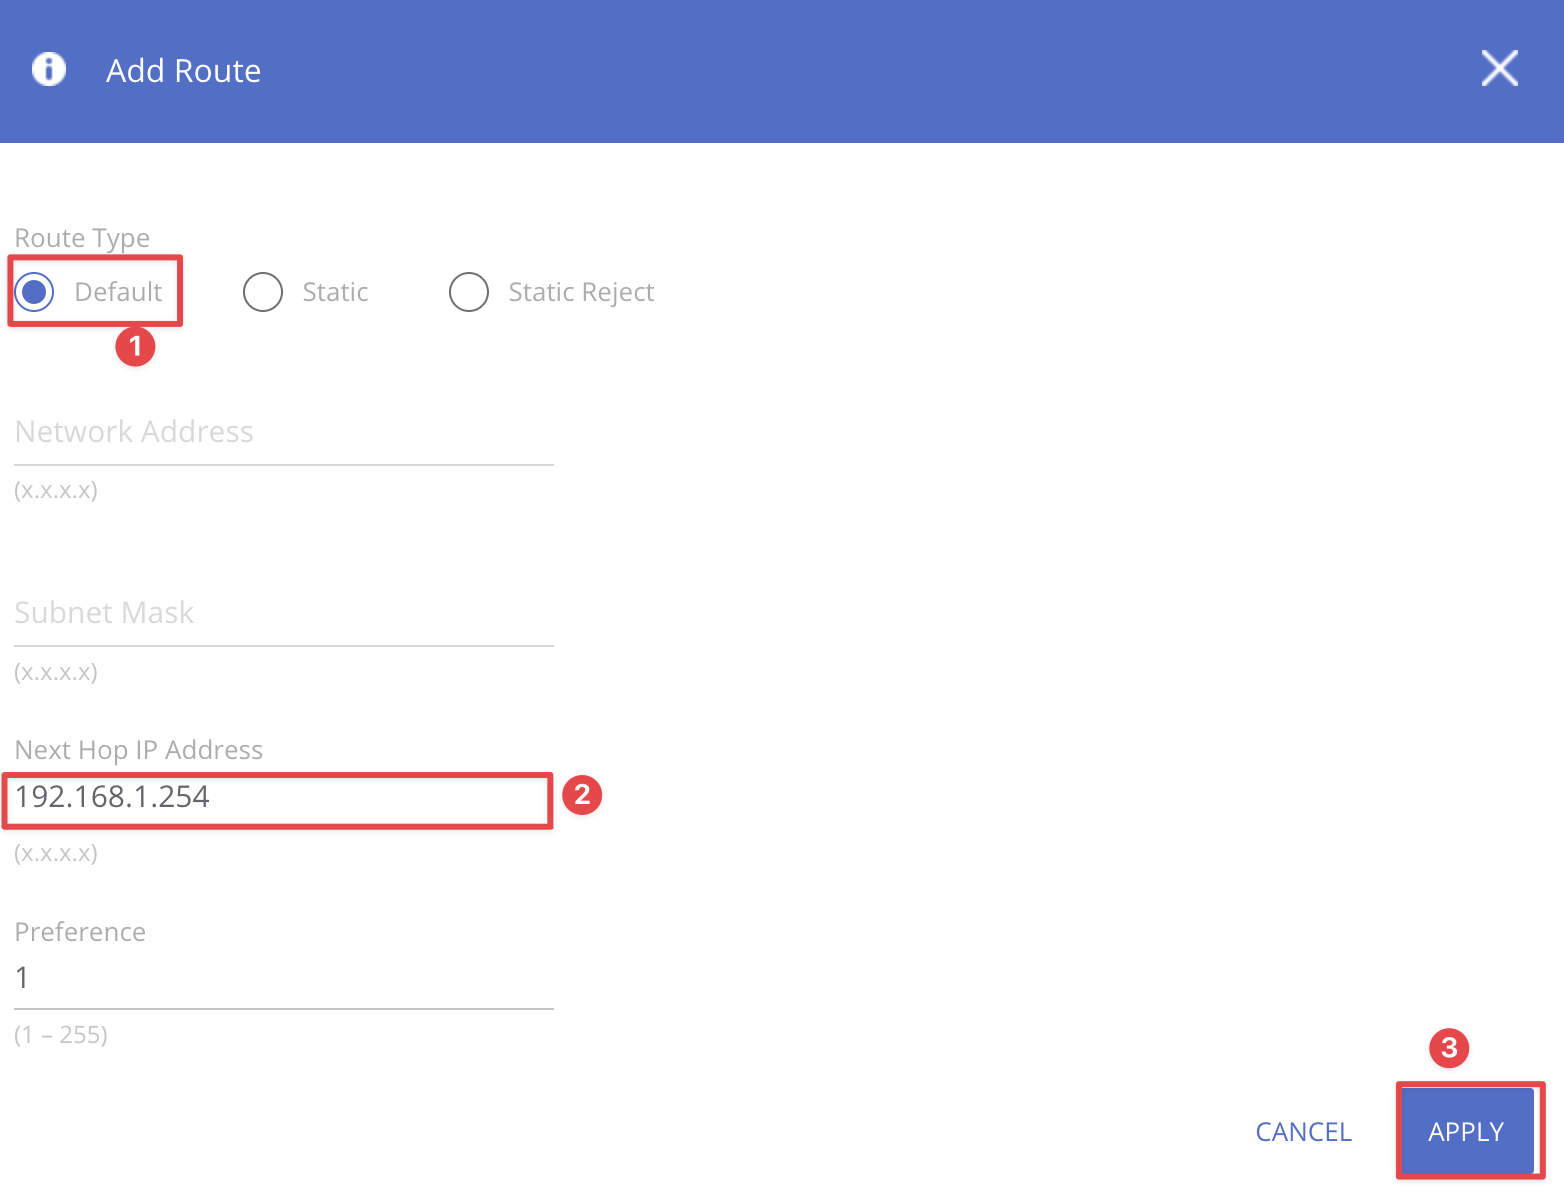 Add Route
Route Type
Default Static Static Reject
1
Network Address
(x.x.x.x)
Subnet Mask
(x.x.x.x)
Next Hop IP Address
192.168.1.254 2
(x.x.x.x)
Preference
1
(1 – 255)
3
CANCEL APPLY